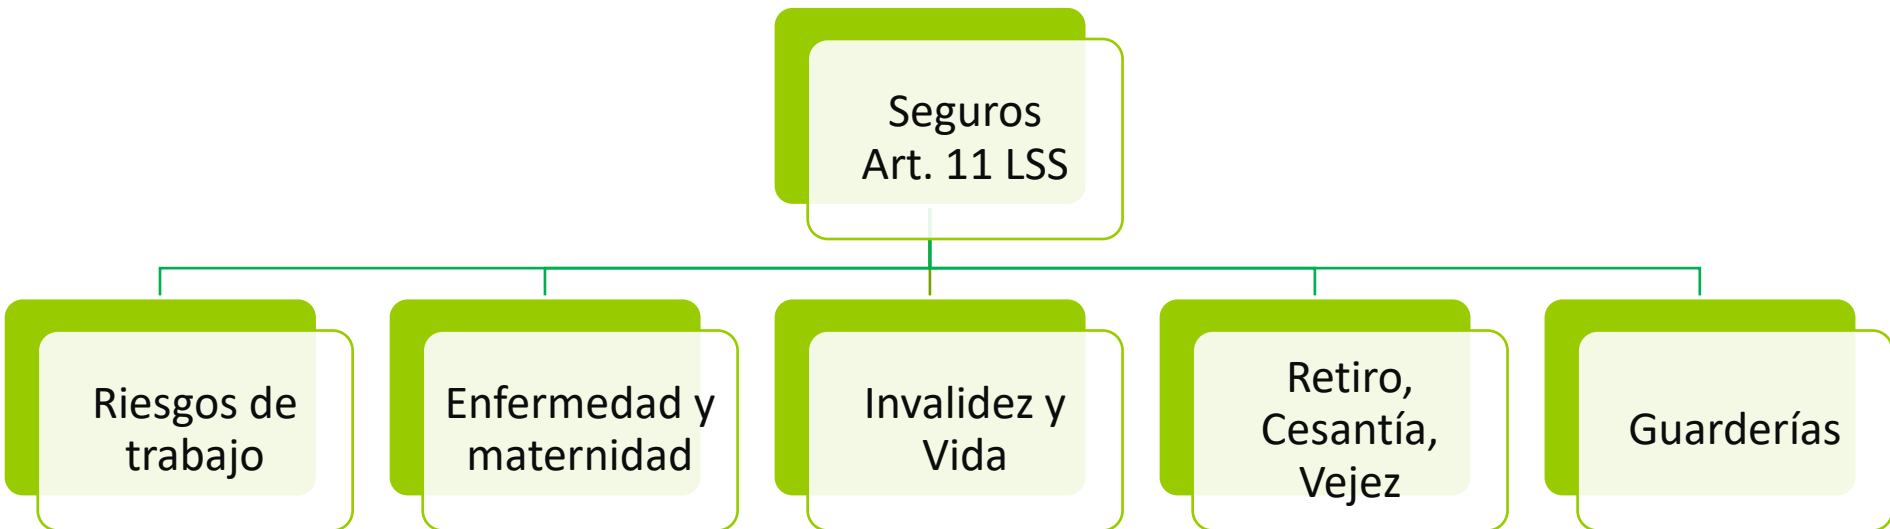 Seguros
Art. 11 LSS
Riesgos de
trabajo
Enfermedad y
maternidad
Invalidez y
Vida
Retiro,
Cesantía,
Vejez
Guarderías